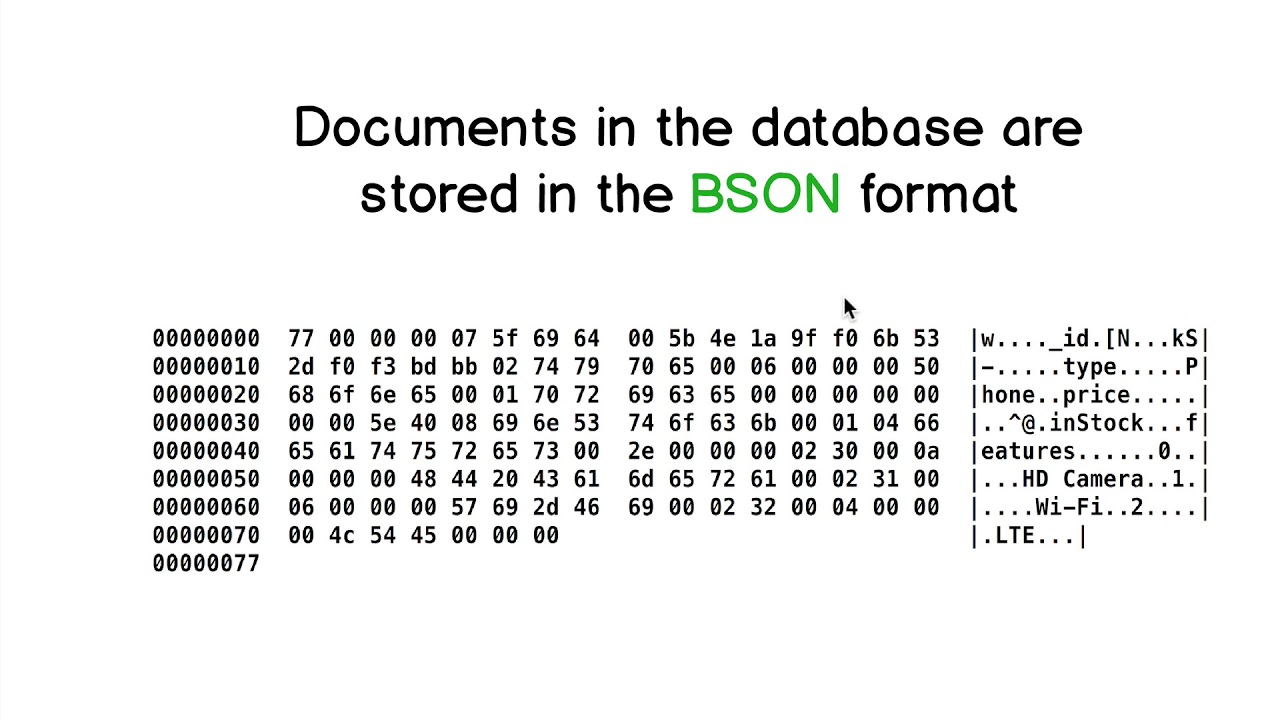 Documents in the database are
stored in the BSON format
00000000  77 00 00 00 07 5f 69 64  00 5b 4e 1a 9f f0 6b 53  |w...._id.[N...kS|
00000010  2d f0 f3 bd bb 02 74 79  70 65 00 06 00 00 00 50  |-.....type.....P|
00000020  68 6f 6e 65 00 01 70 72  69 63 65 00 00 00 00 00  |hone..price.....|
00000030  00 00 5e 40 08 69 6e 53  74 6f 63 6b 00 01 04 66  |..^@.inStock...f|
00000040  65 61 74 75 72 65 73 00  2e 00 00 00 02 30 00 0a  |eatures......0..|
00000050  00 00 00 48 44 20 43 61  6d 65 72 61 00 02 31 00  |...HD Camera..1.|
00000060  06 00 00 00 57 69 2d 46  69 00 02 32 00 04 00 00  |....Wi-Fi..2....|
00000070  00 4c 54 45 00 00 00  |.LTE...|
00000077